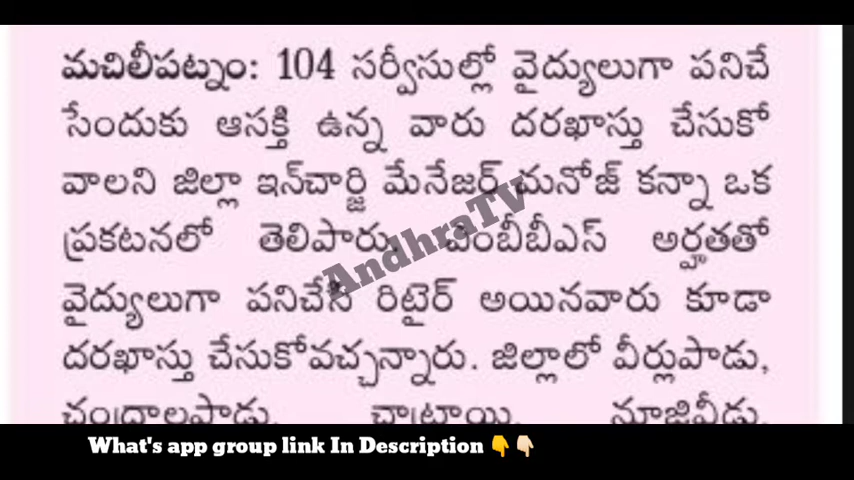 మచిలీపట్నం: 104 సర్వీసుల్లో వైద్యులుగా పనిచే
సేందుకు ఆసక్తి ఉన్న వారు దరఖాస్తు చేసుకో
వాలని జిల్లా ఇన్‌చార్జి మేనేజర్ మనోజ్ కన్నా ఒక
ప్రకటనలో తెలిపారు. ఎంబీబీఎస్ అర్హతతో
వైద్యులుగా పనిచేసి రిటైర్ అయినవారు కూడా
దరఖాస్తు చేసుకోవచ్చన్నారు. జిల్లాలో వీర్లుపాడు,
చంద్రాలపాడు, చాట్రాయి, నూజివీడు,
AndhraTV
What's app group link In Description 👇👇🏻